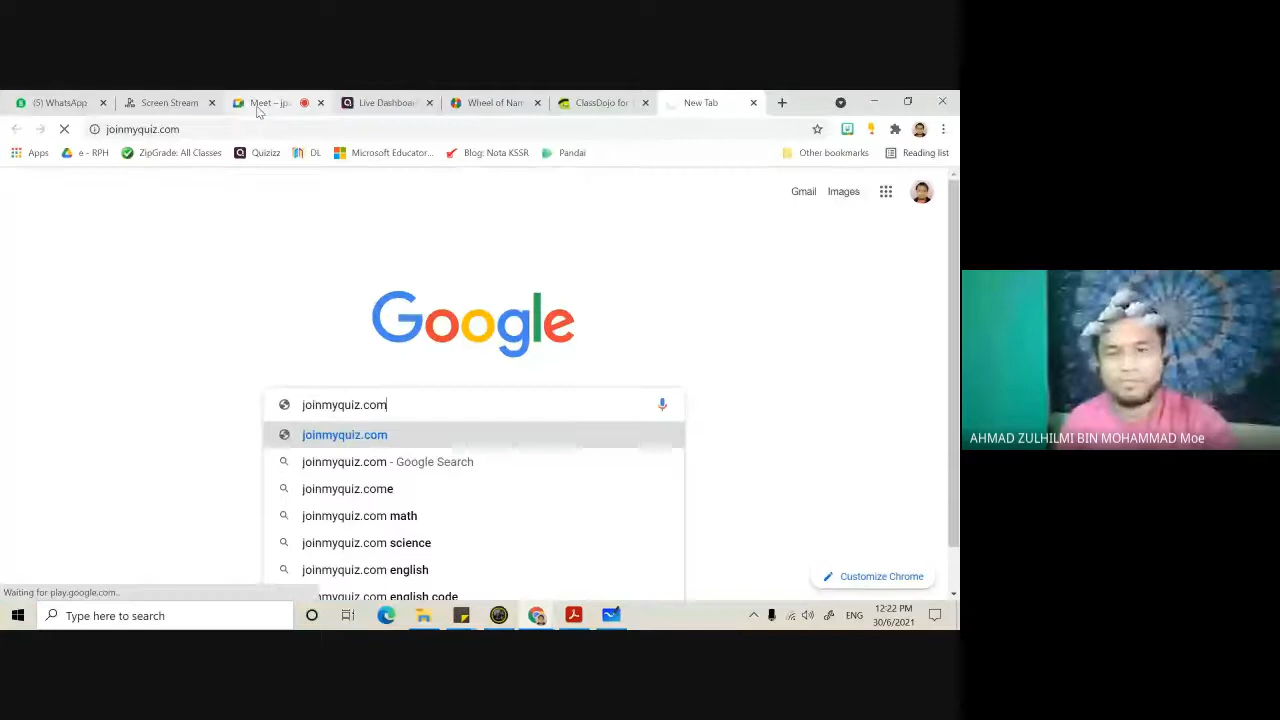 (5) WhatsApp
Screen Stream
Meet – jp
Live Dashboa
Wheel of Nam
ClassDojo for
New Tab
joinmyquiz.com
Apps
e - RPH
ZipGrade: All Classes
Quizizz
DL
Microsoft Educator...
Blog: Nota KSSR
Pandai
Other bookmarks
Reading list
Gmail
Images
Google
joinmyquiz.com
joinmyquiz.com
joinmyquiz.com - Google Search
joinmyquiz.come
joinmyquiz.com math
joinmyquiz.com science
joinmyquiz.com english
joinmyquiz.com english code
Customize Chrome
Waiting for play.google.com..
AHMAD ZULHILMI BIN MOHAMMAD Moe
Type here to search
ENG
12:22 PM
30/6/2021